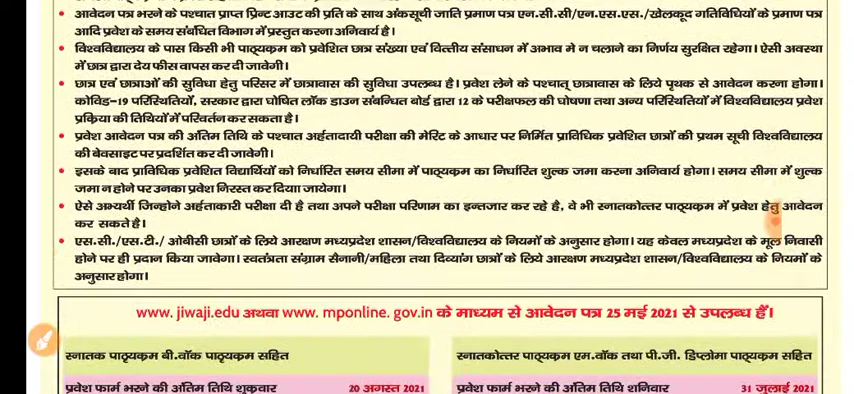 आवेदन पत्र भरने के पश्चात प्राप्त प्रिन्ट आउट की प्रति के साथ अंकसूची जाति प्रमाण पत्र एन.सी.सी/एन.एस.एस./खेलकूद गतिविधियों के प्रमाण पत्र
आदि प्रवेश के समय संबंधित विभाग में प्रस्तुत करना अनिवार्य है।
विश्वविद्यालय के पास किसी भी पाठ्यक्रम को प्रवेशित छात्र संख्या एवं वित्तीय संसाधन में अभाव मे न चलाने का निर्णय सुरक्षित रहेगा। ऐसी अवस्था
में छात्र द्वारा देय फीस वापस कर दी जावेगी।
छात्र एवं छात्राओं की सुविधा हेतु परिसर में छात्रावास की सुविधा उपलब्ध है। प्रवेश लेने के पश्चात् छात्रावास के लिये पृथक से आवेदन करना होगा।
कोविड-19 परिस्थितियों, सरकार द्वारा घोषित लॉक डाउन संबन्धित बोर्ड द्वारा 12 के परीक्षफल की घोषणा तथा अन्य परिस्थितियों में विश्वविद्यालय प्रवेश
प्रक्रिया की तिथियों में परिवर्तन कर सकता है।
प्रवेश आवेदन पत्र की अंतिम तिथि के पश्चात अर्हतादायी परीक्षा की मेरिट के आधार पर निर्मित प्राविधिक प्रवेशित छात्रों की प्रथम सूची विश्वविद्यालय
की बेवसाइट पर प्रदर्शित कर दी जावेगी।
इसके बाद प्राविधिक प्रवेशित विद्यार्थियों को निर्धारित समय सीमा में पाठ्यक्रम का निर्धारित शुल्क जमा करना अनिवार्य होगा। समय सीमा में शुल्क
जमा न होने पर उनका प्रवेश निरस्त कर दियाा जायेगा।
ऐसे अभ्यर्थी जिन्होने अर्हताकारी परीक्षा दी है तथा अपने परीक्षा परिणाम का इन्तजार कर रहे है, वे भी स्नातकोत्तर पाठ्यक्रम में प्रवेश हेतु आवेदन
कर सकते है।
एस.सी./एस.टी./ ओबीसी छात्रों के लिये आरक्षण मध्यप्रदेश शासन/विश्वविद्यालय के नियमों के अनुसार होगा। यह केवल मध्यप्रदेश के मूल निवासी
होने पर ही प्रदान किया जावेगा। स्वतंत्रता संग्राम सैनानी/महिला तथा दिव्यांग छात्रों के लिये आरक्षण मध्यप्रदेश शासन/विश्वविद्यालय के नियमों के
अनुसार होगा।
www. jiwaji.edu अथवा www. mponline. gov.in के माध्यम से आवेदन पत्र 25 मई 2021 से उपलब्ध हैं।
स्नातक पाठ्यक्रम बी.वॉक पाठ्यक्रम सहित
स्नातकोत्तर पाठ्यक्रम एम.वॉक तथा पी.जी. डिप्लोमा पाठ्यक्रम सहित
प्रवेश फार्म भरने की अंतिम तिथि शुक्रवार 20 अगस्त 2021
प्रवेश फार्म भरने की अंतिम तिथि शनिवार 31 जुलाई 2021